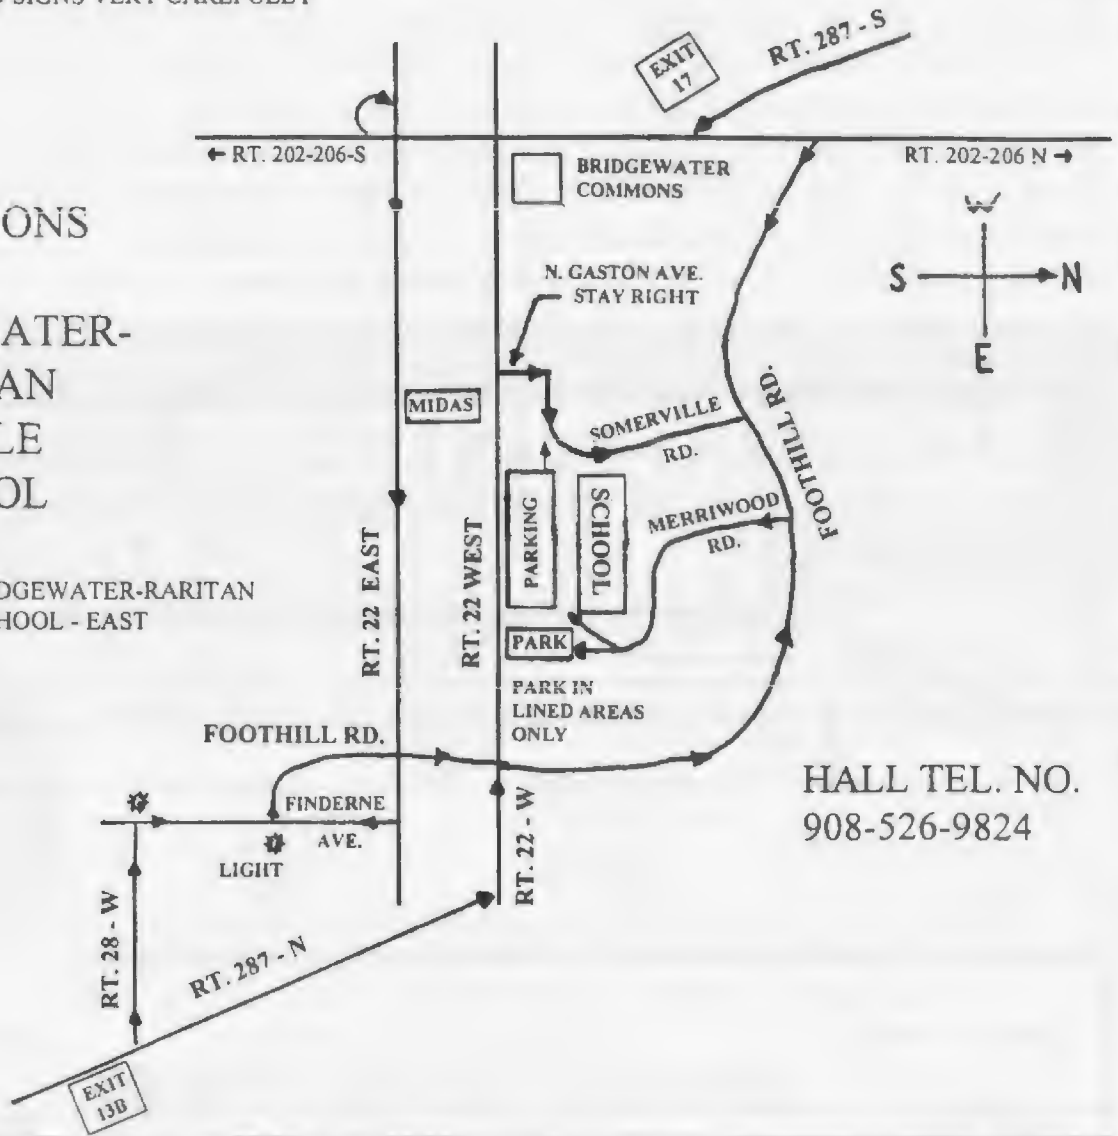 SIGNS VERY CAREFULLY
EXIT
17
RT. 287 - S
← RT. 202-206-S
RT. 202-206 N →
BRIDGEWATER
COMMONS
W
S
N
E
ONS
N. GASTON AVE.
STAY RIGHT
ATER-
AN
LE
OL
MIDAS
SOMERVILLE
RD.
FOOTHILL RD.
MERRIWOOD
RD.
PARKING
SCHOOL
RT. 22 EAST
RT. 22 WEST
DGEWATER-RARITAN
HOOL - EAST
PARK
PARK IN
LINED AREAS
ONLY
FOOTHILL RD.
FINDERNE
AVE.
LIGHT
HALL TEL. NO.
908-526-9824
RT. 22 - W
RT. 28 - W
RT. 287 - N
EXIT
13B